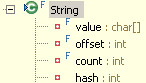 F String
F value : char[]
F offset : int
F count : int
hash : int